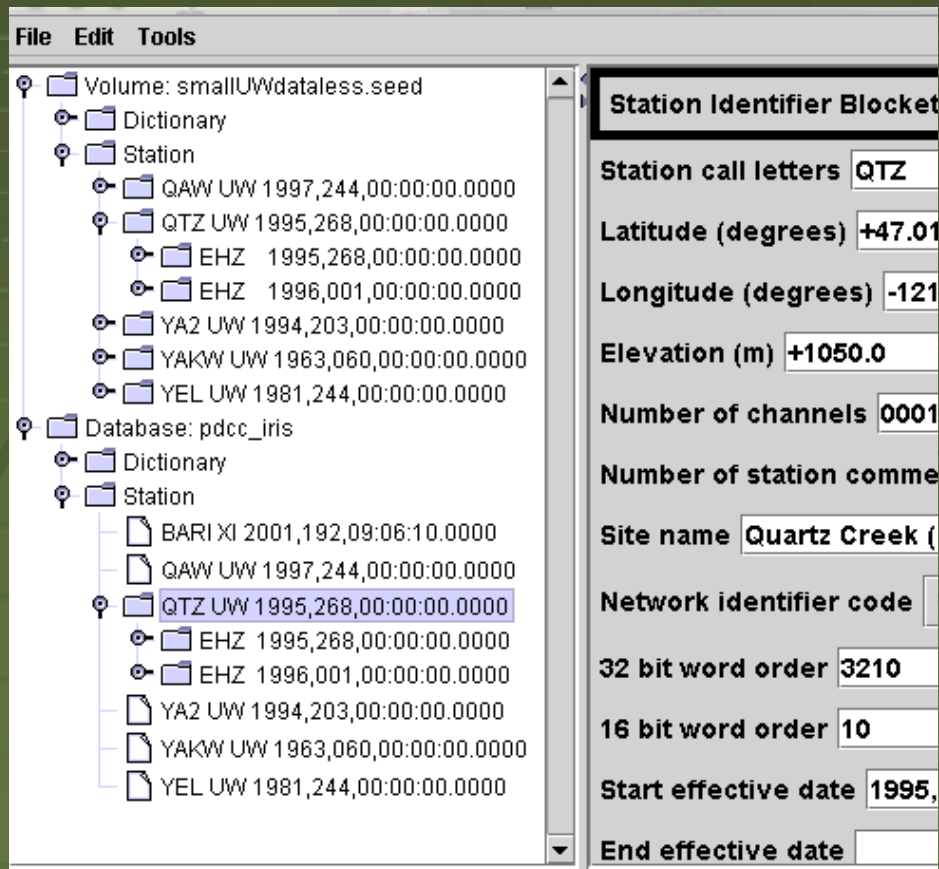 File Edit Tools
Volume: smallUWdataless.seed
Dictionary
Station
QAW UW 1997,244,00:00:00.0000
QTZ UW 1995,268,00:00:00.0000
EHZ 1995,268,00:00:00.0000
EHZ 1996,001,00:00:00.0000
YA2 UW 1994,203,00:00:00.0000
YAKW UW 1963,060,00:00:00.0000
YEL UW 1981,244,00:00:00.0000
Database: pdcc_iris
Dictionary
Station
BARI XI 2001,192,09:06:10.0000
QAW UW 1997,244,00:00:00.0000
QTZ UW 1995,268,00:00:00.0000
EHZ 1995,268,00:00:00.0000
EHZ 1996,001,00:00:00.0000
YA2 UW 1994,203,00:00:00.0000
YAKW UW 1963,060,00:00:00.0000
YEL UW 1981,244,00:00:00.0000
Station Identifier Blocket
Station call letters QTZ
Latitude (degrees) +47.01
Longitude (degrees) -121
Elevation (m) +1050.0
Number of channels 0001
Number of station comme
Site name Quartz Creek (
Network identifier code
32 bit word order 3210
16 bit word order 10
Start effective date 1995,
End effective date